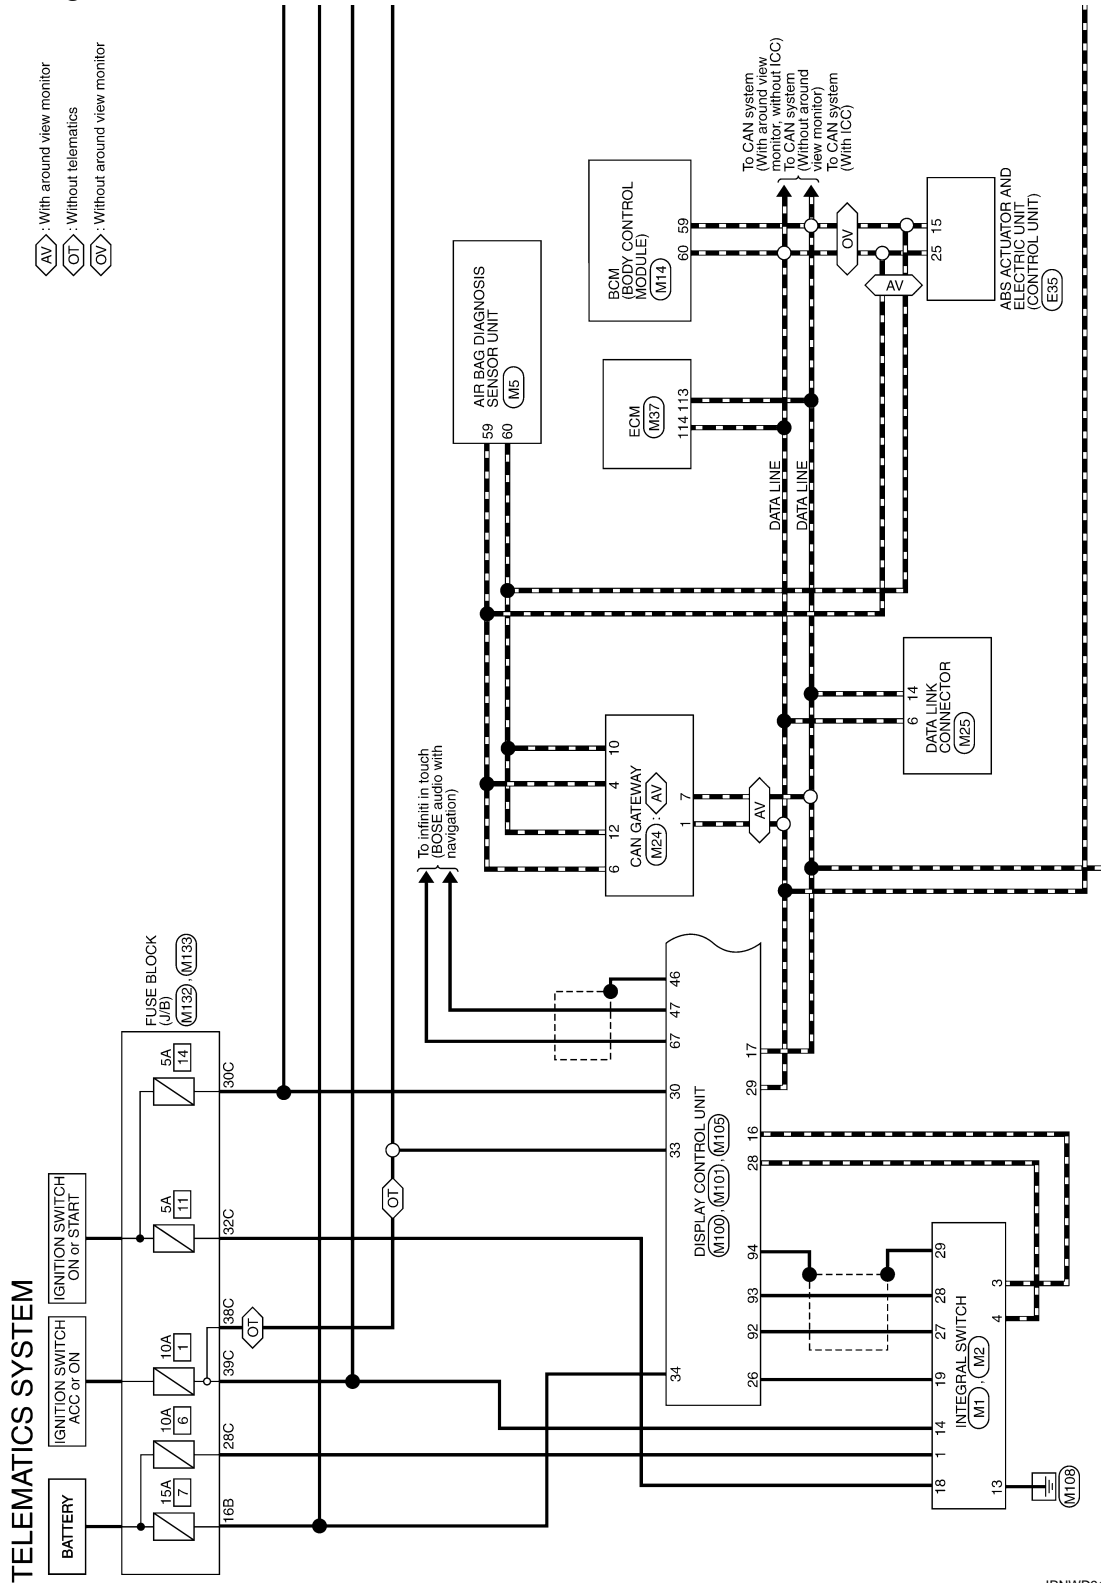 TELEMATICS SYSTEM
BATTERY
IGNITION SWITCH
ACC or ON
IGNITION SWITCH
ON or START
AV : With around view monitor
OT : Without telematics
OV : Without around view monitor
15A
7
10A
6
10A
1
5A
11
5A
14
FUSE BLOCK
(J/B)
M132 , M133
16B
28C
39C
38C
32C
30C
OT
OT
To infiniti in touch
(BOSE audio with
navigation)
AIR BAG DIAGNOSIS
SENSOR UNIT
M5
59
60
34
33
30
67
47
46
DISPLAY CONTROL UNIT
M100 , M101 , M105
26
92
93
94
28
16
29
17
6
12
4
10
CAN GATEWAY
M24 : AV
1
7
AV
ECM
M37
114
113
BCM
(BODY CONTROL
MODULE)
M14
60
59
DATA LINE
DATA LINE
To CAN system
(With around view
monitor, without ICC)
To CAN system
(Without around
view monitor)
To CAN system
(With ICC)
OV
AV
18
1
14
19
27
28
29
INTEGRAL SWITCH
M1 , M2
13
4
3
M108
6
14
DATA LINK
CONNECTOR
M25
25
15
ABS ACTUATOR AND
ELECTRIC UNIT
(CONTROL UNIT)
E35